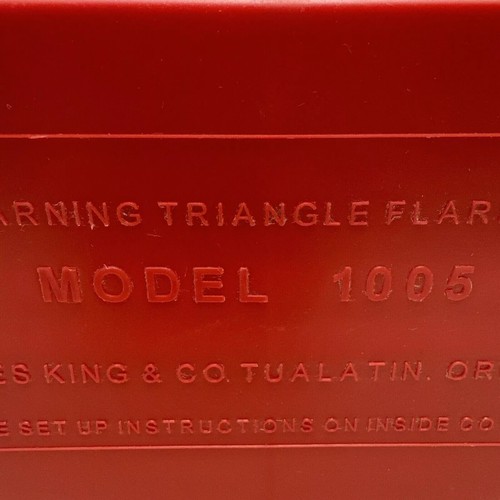 ARNING TRIANGLE FLAR
MODEL 1005
ES KING & CO. TUALATIN. OR
E SET UP INSTRUCTIONS ON INSIDE CO